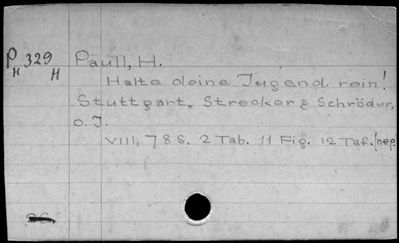 P 329 Paull, H.
H H
Halte deine Jugend rein!
Stuttgart, Strecker & Schröder,
o. J.
VIII, 78 S. 2 Tab. 11 Fig. 12 Taf.